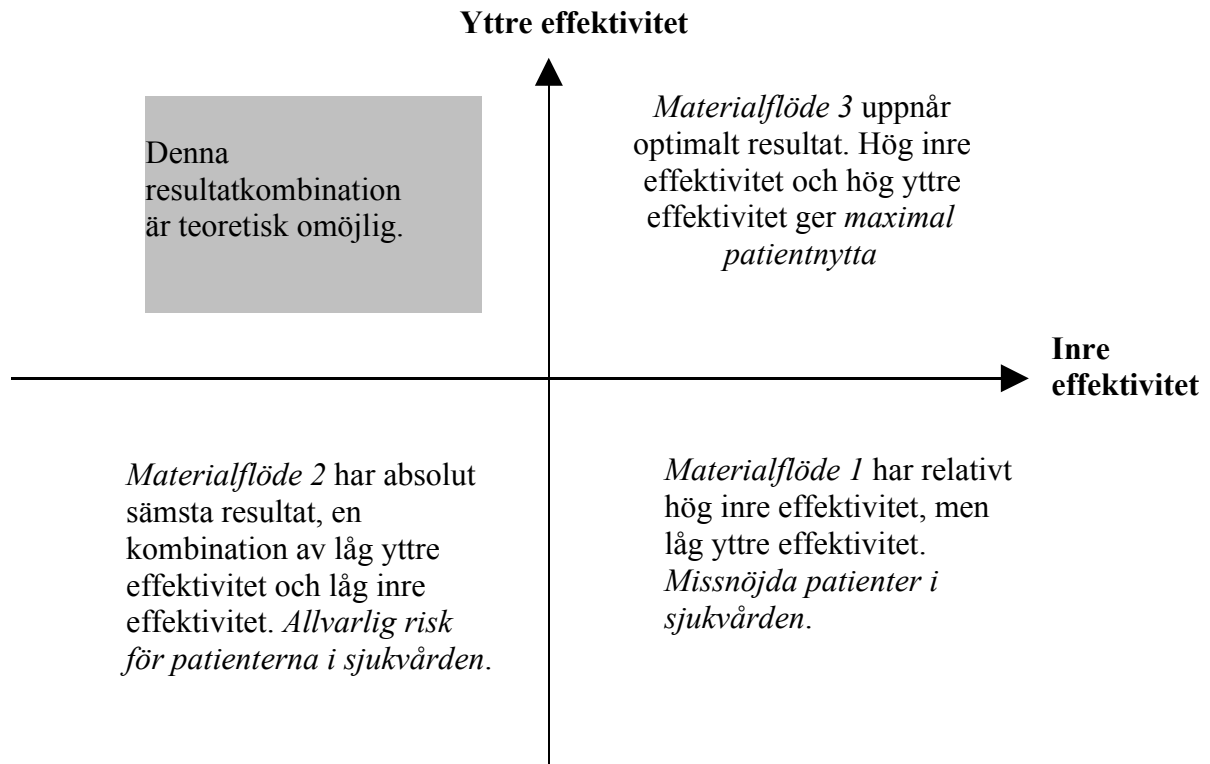 Yttre effektivitet
Denna
resultatkombination
är teoretisk omöjlig.
Materialflöde 3 uppnår
optimalt resultat. Hög inre
effektivitet och hög yttre
effektivitet ger maximal
patientnytta
Inre
effektivitet
Materialflöde 2 har absolut
sämsta resultat, en
kombination av låg yttre
effektivitet och låg inre
effektivitet. Allvarlig risk
för patienterna i sjukvården.
Materialflöde 1 har relativt
hög inre effektivitet, men
låg yttre effektivitet.
Missnöjda patienter i
sjukvården.